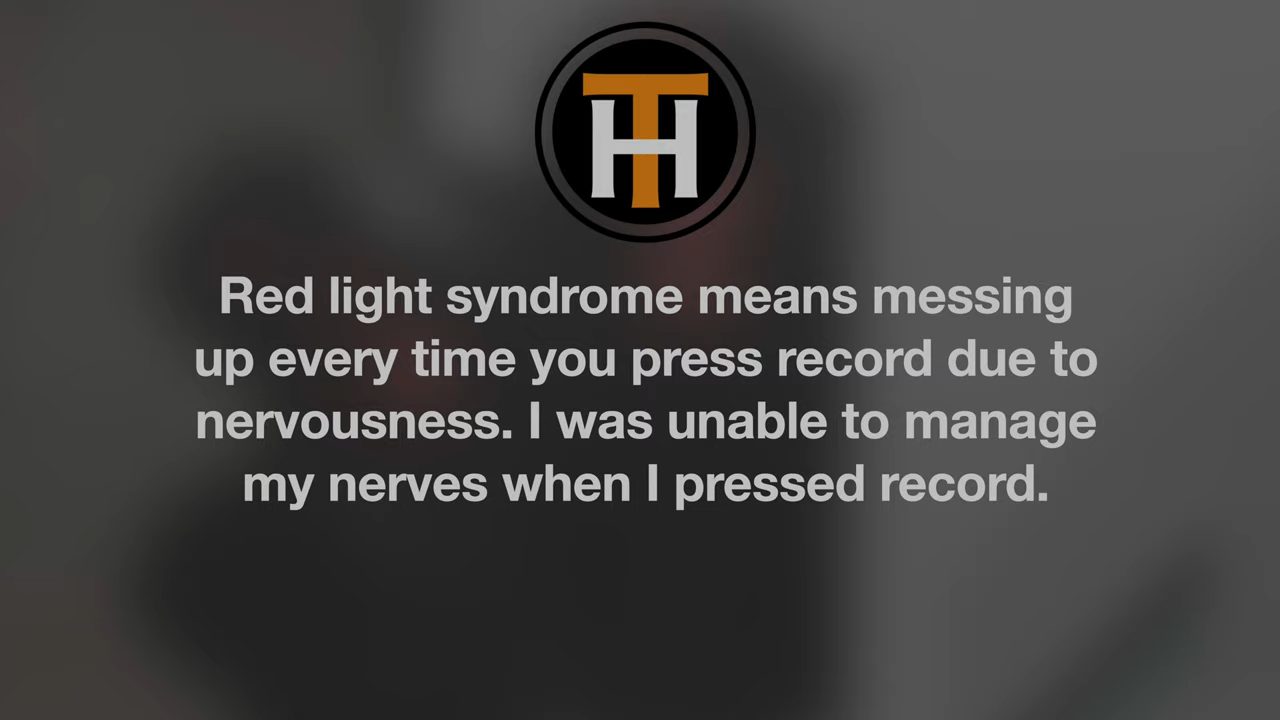 TH
Red light syndrome means messing
up every time you press record due to
nervousness. I was unable to manage
my nerves when I pressed record.